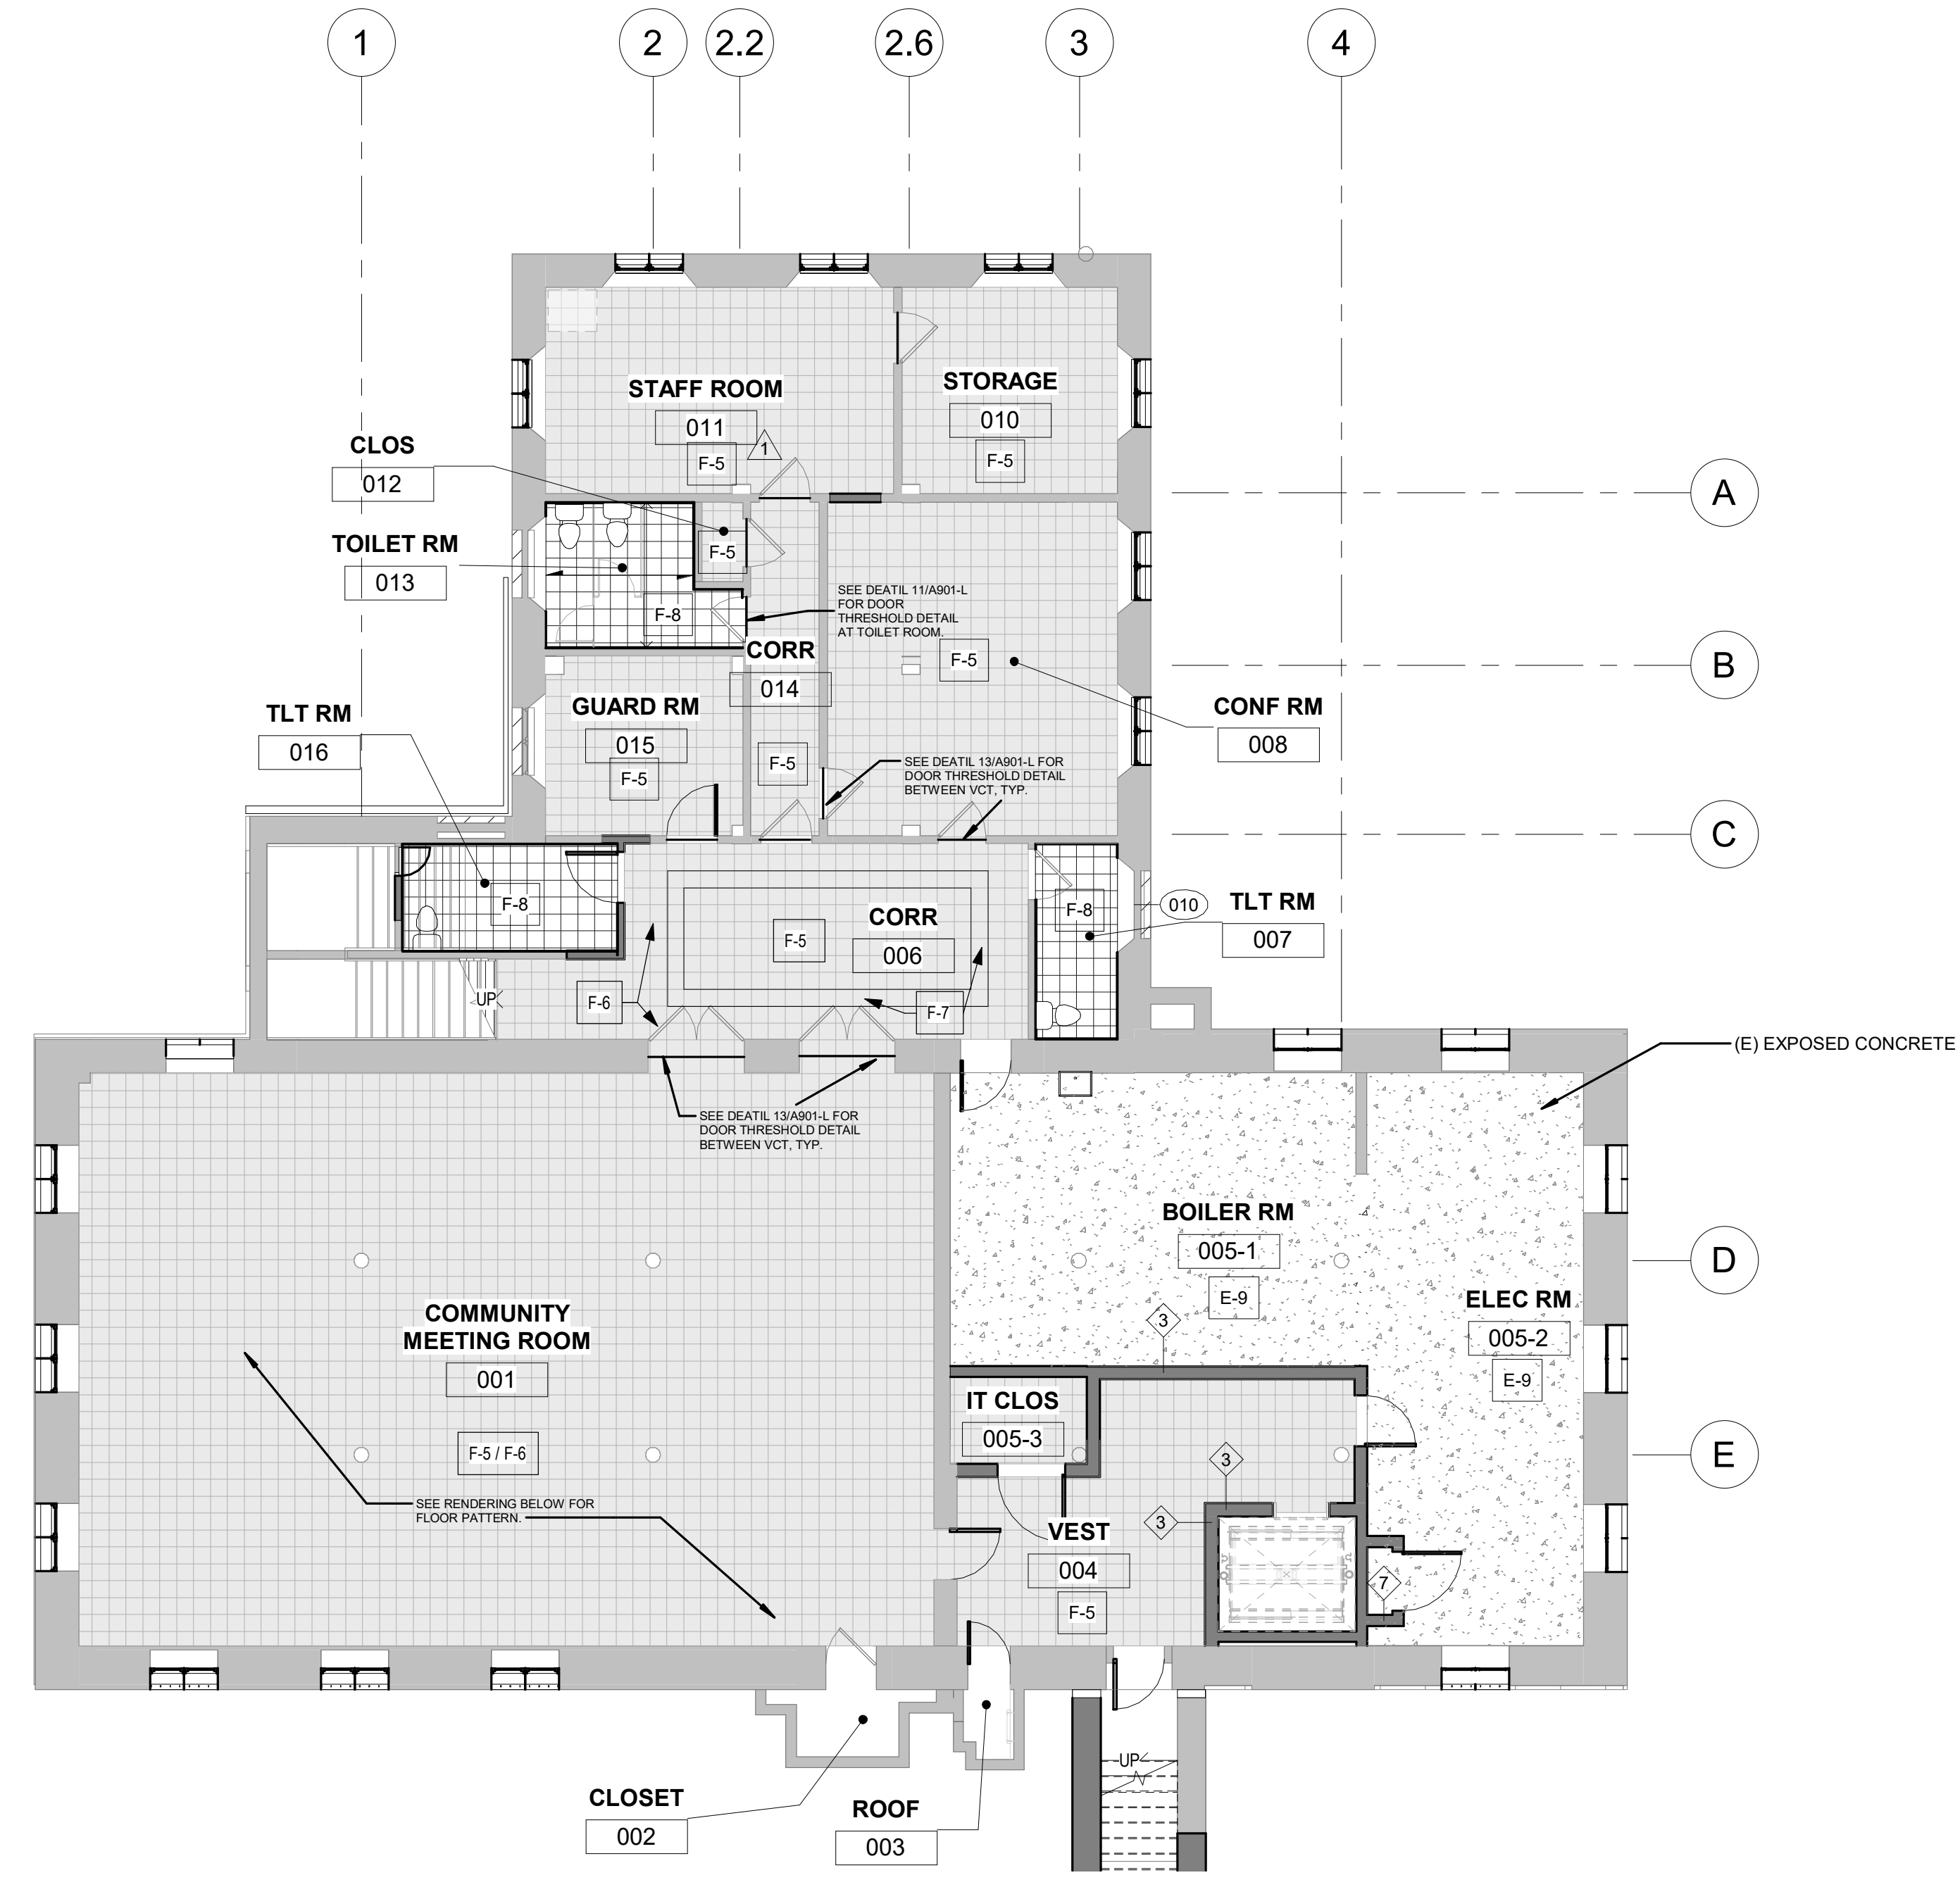 1
2
2.2
2.6
3
4
STAFF ROOM
011
F-5
1
STORAGE
010
F-5
CLOS
012
F-5
A
TOILET RM
013
F-8
SEE DEATIL 11/A901-L
FOR DOOR
THRESHOLD DETAIL
AT TOILET ROOM.
CORR
014
F-5
F-5
B
GUARD RM
015
F-5
TLT RM
016
CONF RM
008
SEE DEATIL 13/A901-L FOR
DOOR THRESHOLD DETAIL
BETWEEN VCT, TYP.
C
F-8
CORR
006
F-5
F-8
010
TLT RM
007
UP
F-6
F-7
(E) EXPOSED CONCRETE
SEE DEATIL 13/A901-L FOR
DOOR THRESHOLD DETAIL
BETWEEN VCT, TYP.
BOILER RM
005-1
E-9
D
COMMUNITY
MEETING ROOM
001
F-5 / F-6
ELEC RM
005-2
E-9
3
IT CLOS
005-3
3
E
SEE RENDERING BELOW FOR
FLOOR PATTERN.
3
VEST
004
F-5
7
UP
CLOSET
002
ROOF
003